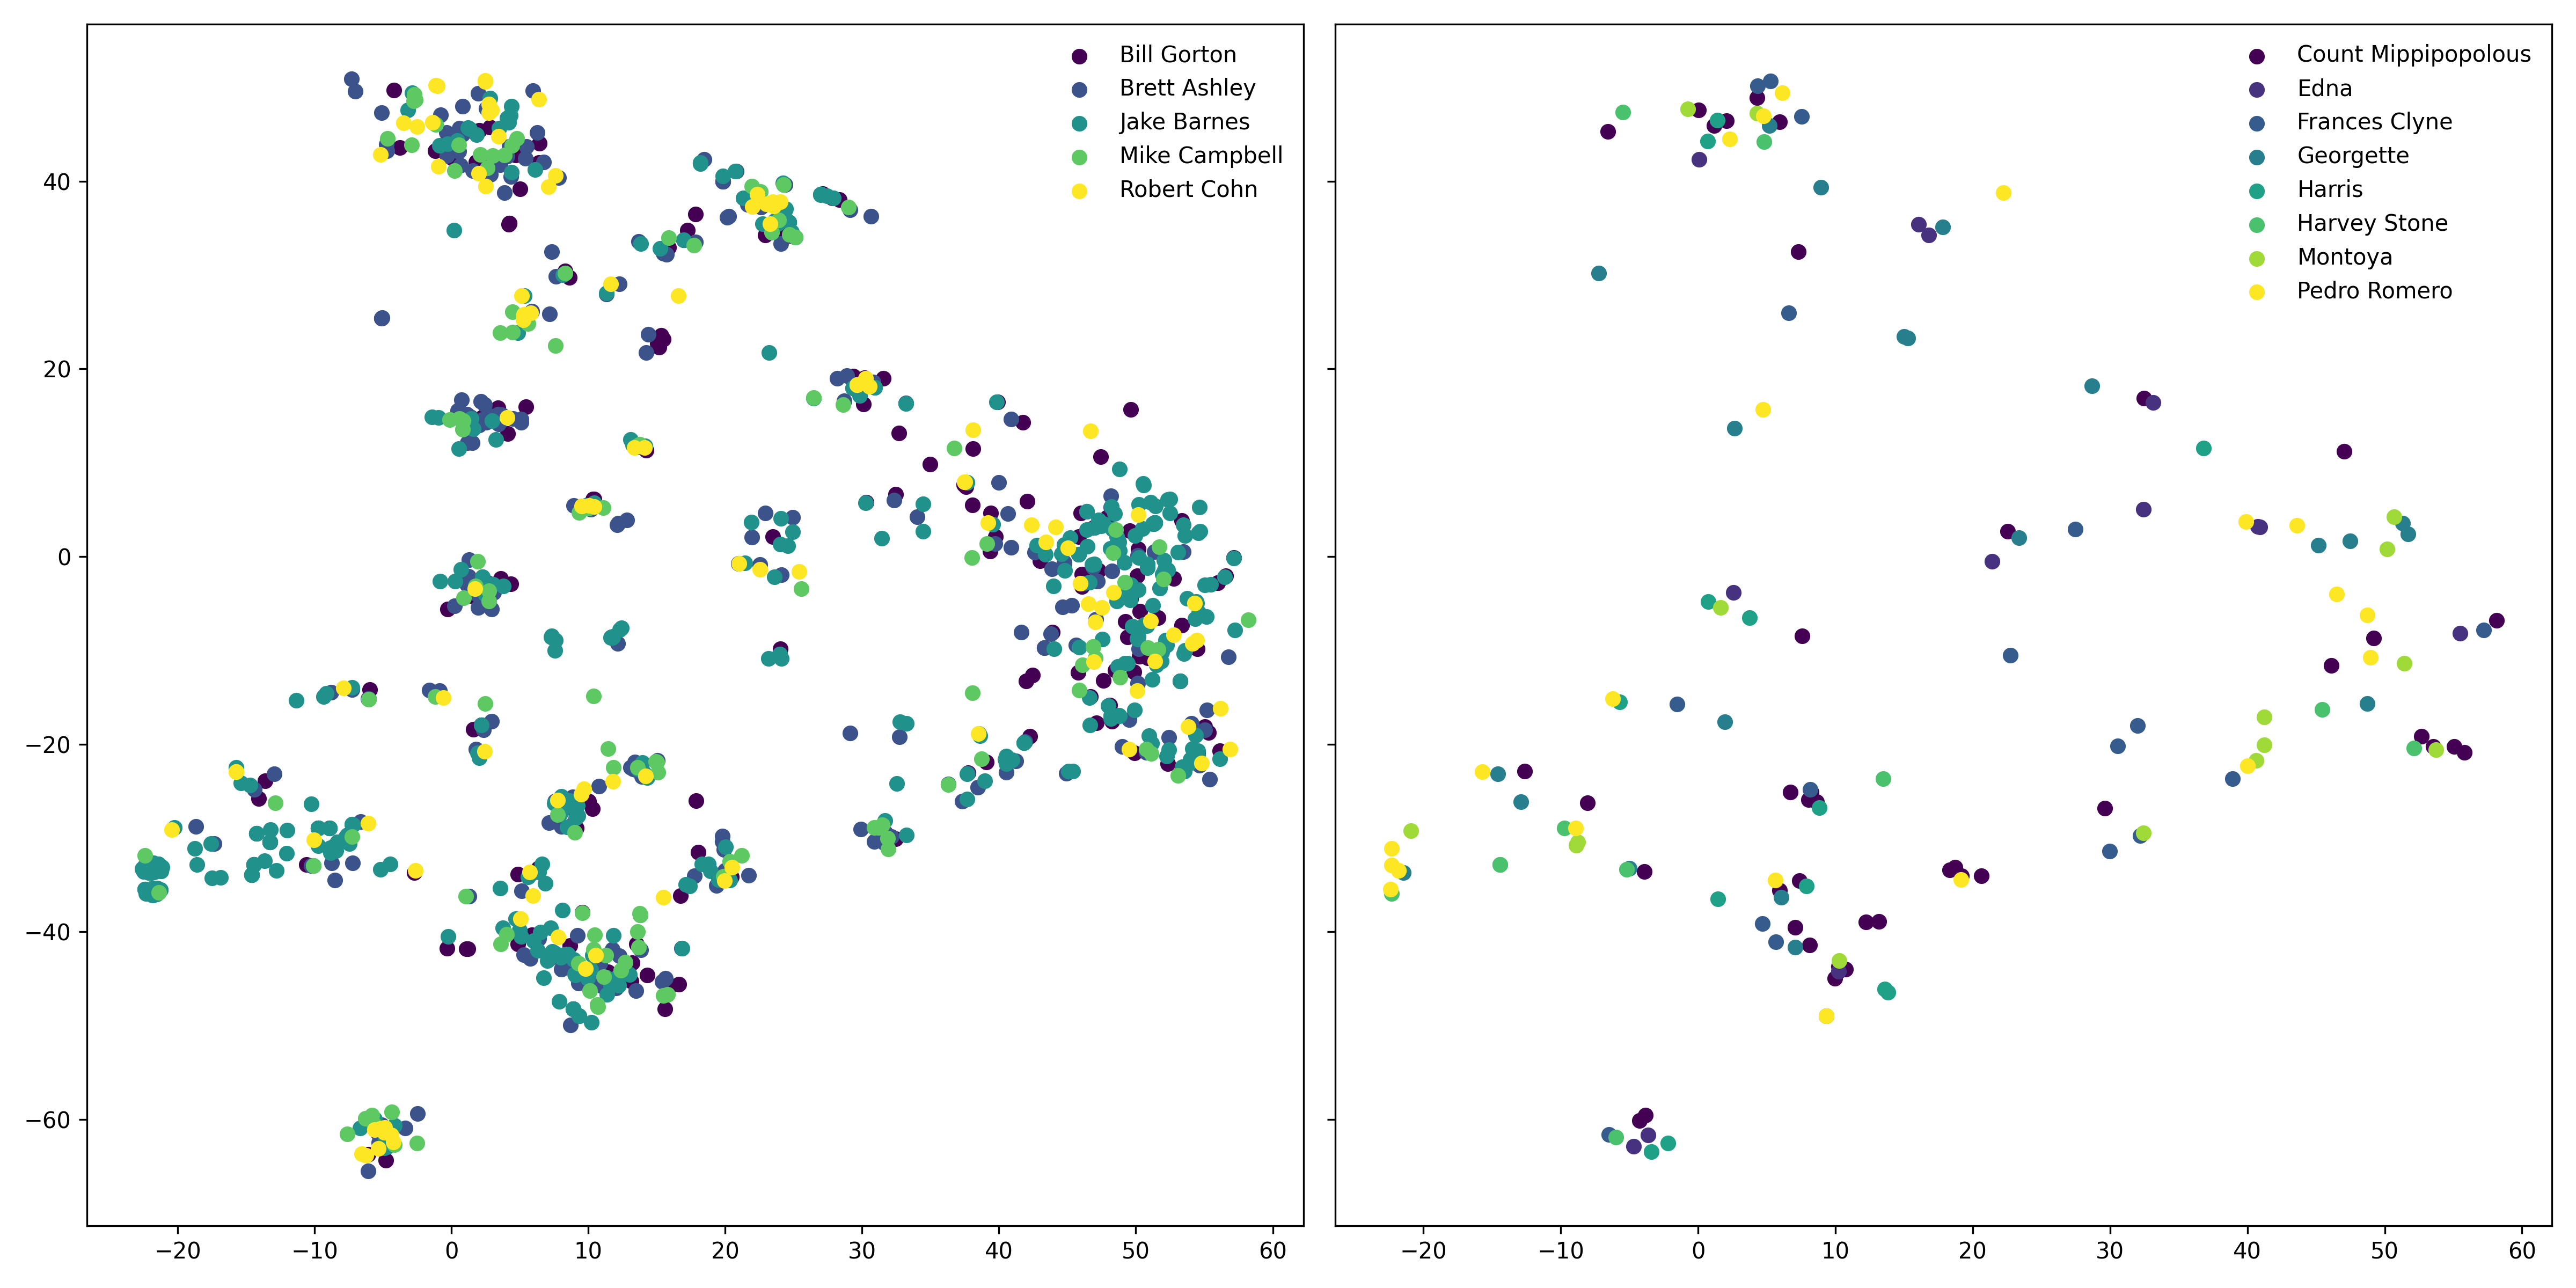 Bill Gorton
Brett Ashley
Jake Barnes
Mike Campbell
Robert Cohn
40
20
0
−20
−40
−60
−20 −10 0 10 20 30 40 50 60
Count Mippipopolous
Edna
Frances Clyne
Georgette
Harris
Harvey Stone
Montoya
Pedro Romero
−20 −10 0 10 20 30 40 50 60